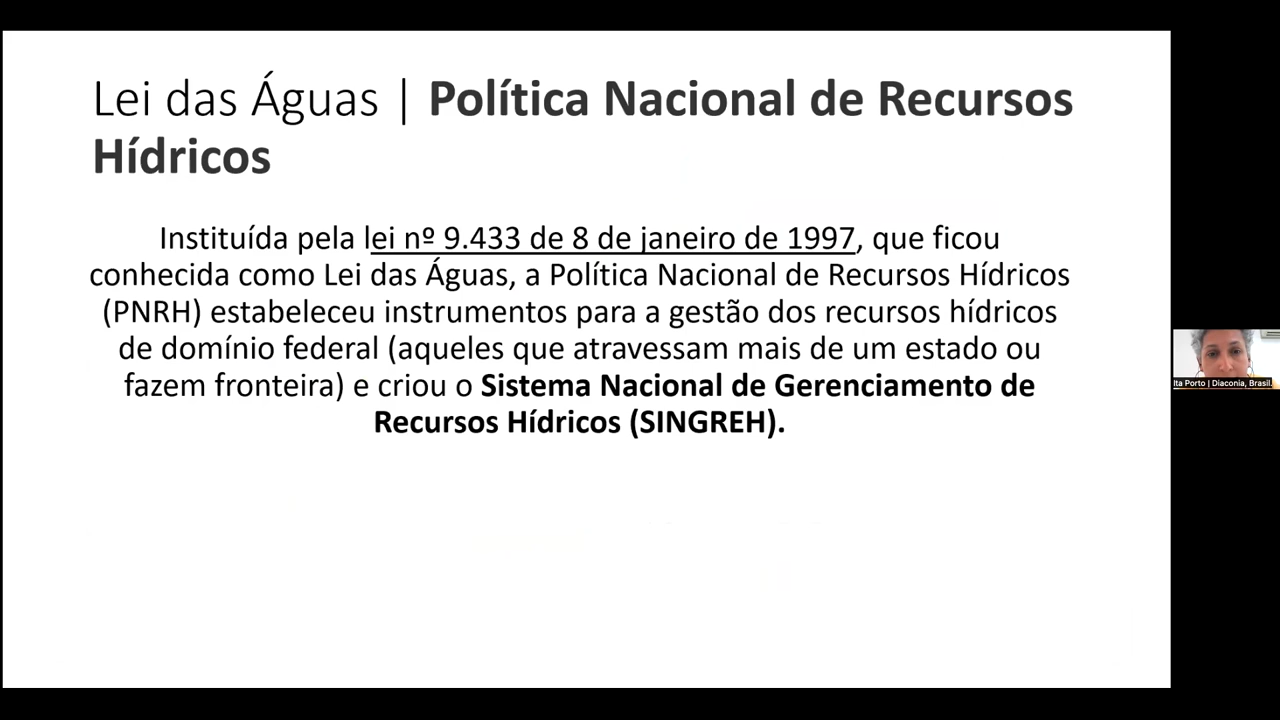 Lei das Águas | Política Nacional de Recursos
Hídricos
Instituída pela lei nº 9.433 de 8 de janeiro de 1997, que ficou
conhecida como Lei das Águas, a Política Nacional de Recursos Hídricos
(PNRH) estabeleceu instrumentos para a gestão dos recursos hídricos
de domínio federal (aqueles que atravessam mais de um estado ou
fazem fronteira) e criou o Sistema Nacional de Gerenciamento de
Recursos Hídricos (SINGREH).
Ita Porto | Diaconia, Brasil.